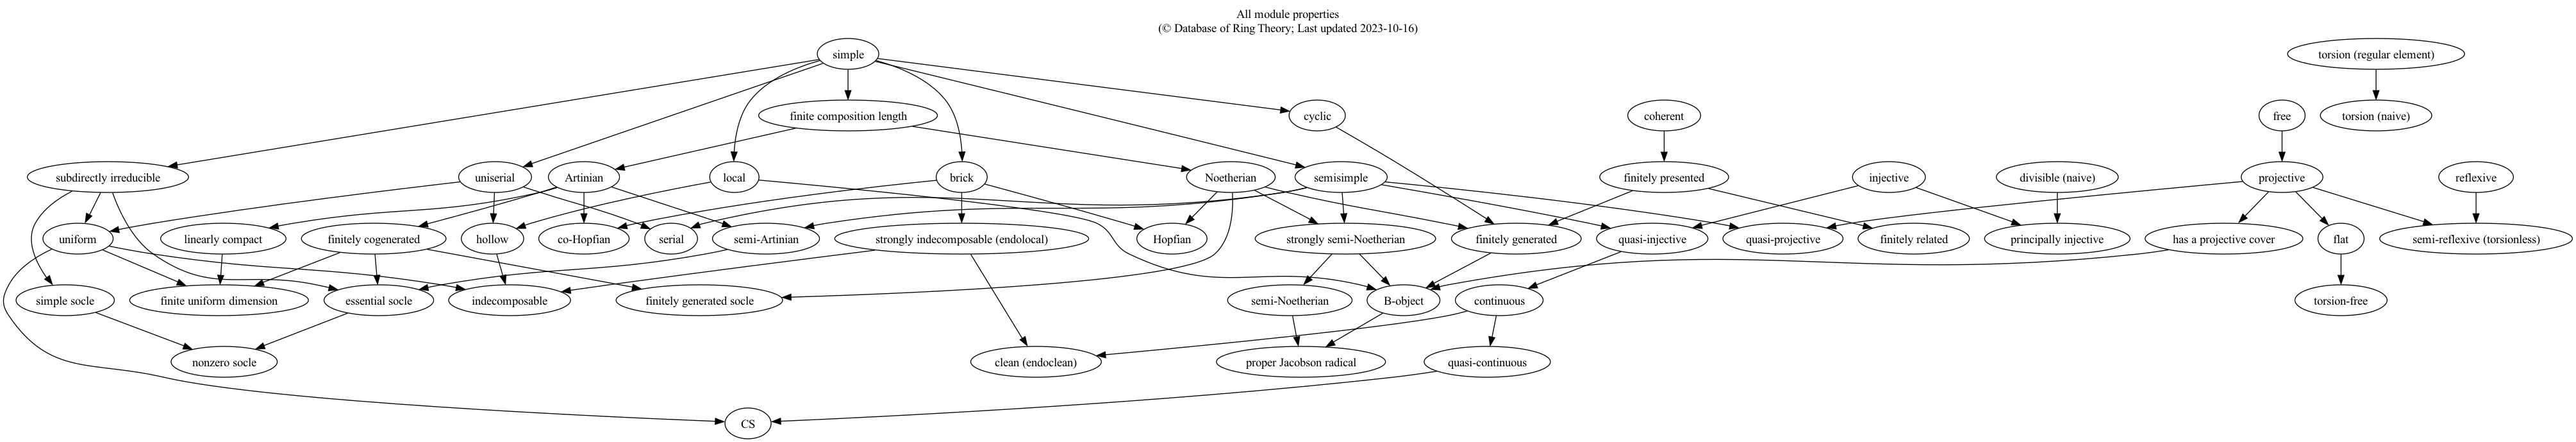 All module properties
(© Database of Ring Theory; Last updated 2023-10-16)
simple
torsion (regular element)
finite composition length
cyclic
coherent
free
torsion (naive)
subdirectly irreducible
uniserial
Artinian
local
brick
Noetherian
semisimple
finitely presented
injective
divisible (naive)
projective
reflexive
uniform
linearly compact
finitely cogenerated
hollow
co-Hopfian
serial
semi-Artinian
strongly indecomposable (endolocal)
Hopfian
strongly semi-Noetherian
finitely generated
quasi-injective
quasi-projective
finitely related
principally injective
has a projective cover
flat
semi-reflexive (torsionless)
simple socle
finite uniform dimension
essential socle
indecomposable
finitely generated socle
semi-Noetherian
B-object
continuous
torsion-free
nonzero socle
clean (endoclean)
proper Jacobson radical
quasi-continuous
CS